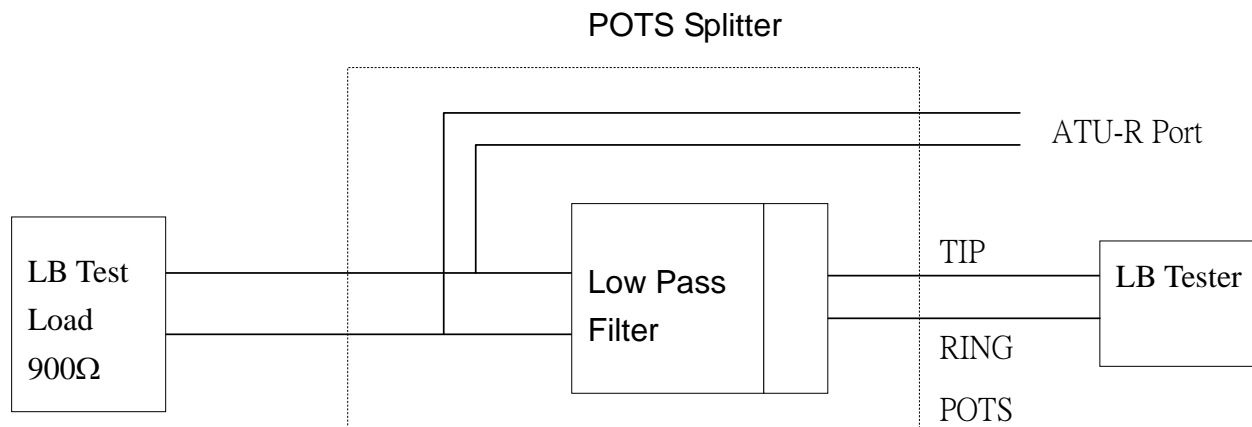 POTS Splitter
ATU-R Port
LB Test
Load
900Ω
Low Pass
Filter
TIP
RING
POTS
LB Tester